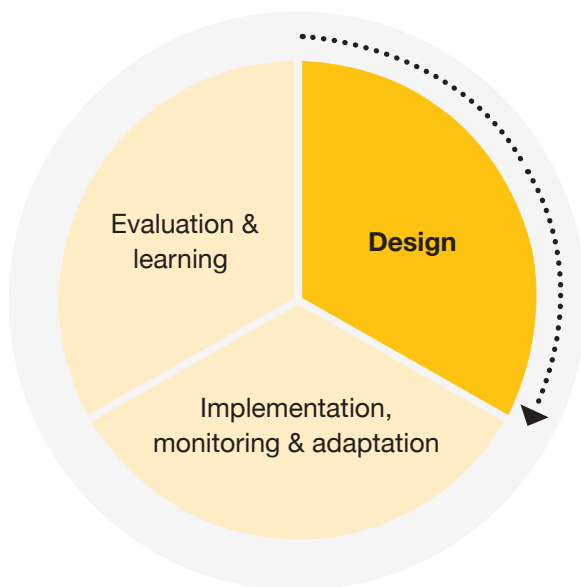 Evaluation &
learning
Design
Implementation,
monitoring & adaptation